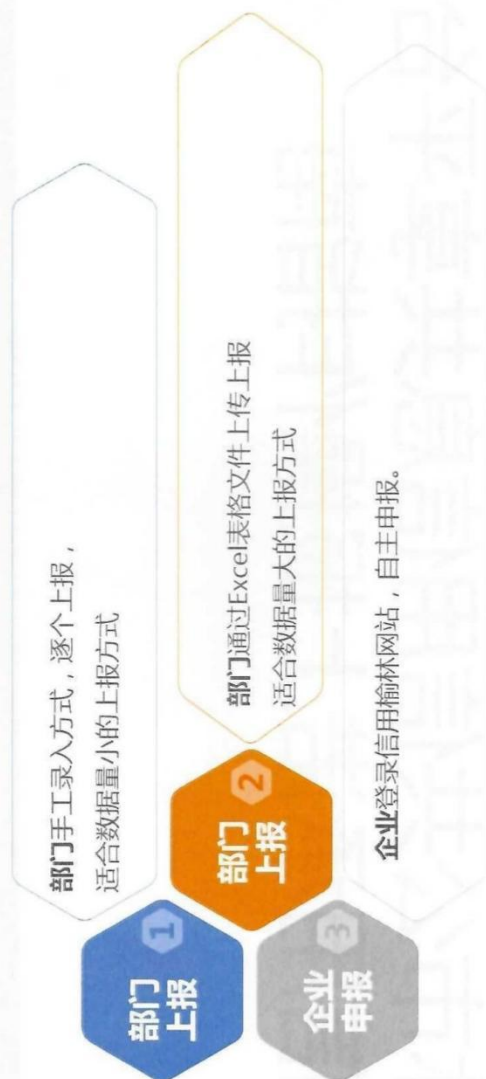 部门
上报
1
部门手工录入方式，逐个上报，
适合数据量小的上报方式
部门
上报
2
部门通过Excel表格文件上传上报
适合数据量大的上报方式
企业
申报
3
企业登录信用榆林网站，自主申报。